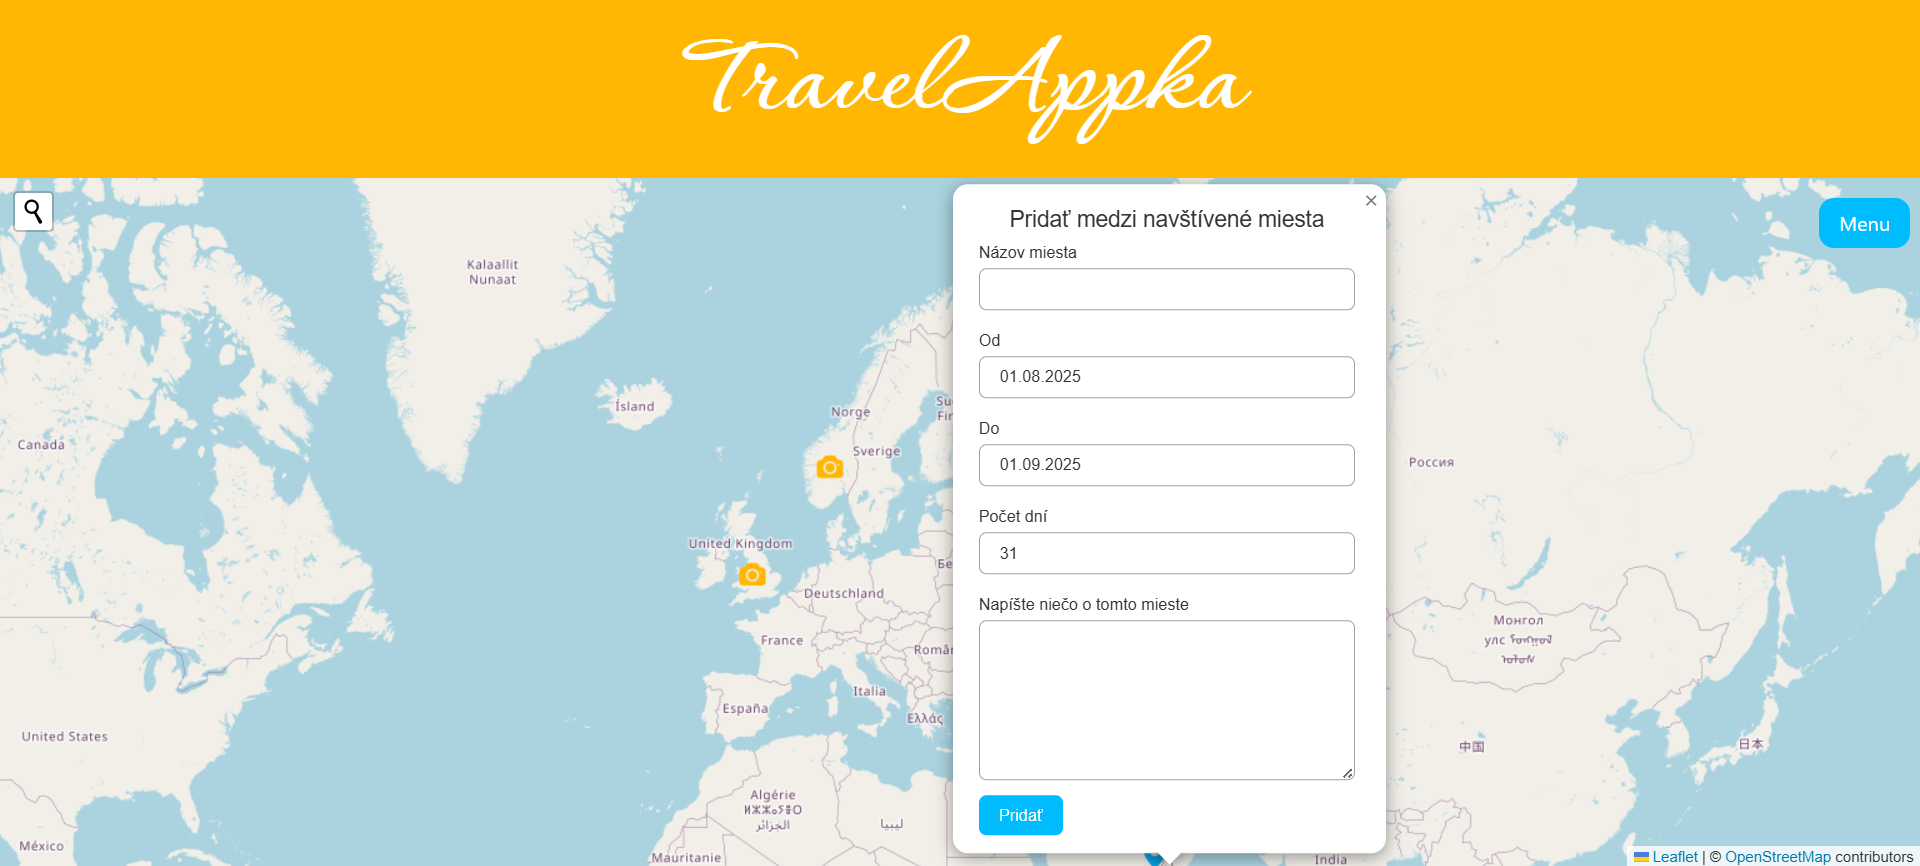 TravelAppka
Menu
Pridať medzi navštívené miesta
Názov miesta
Od
01.08.2025
Do
01.09.2025
Počet dní
31
Napíšte niečo o tomto mieste
Pridať
Kalaallit
Nunaat
Ísland
Norge
Sverige
Canada
Россия
United Kingdom
Deutschland
France
Italia
España
Ελλάς
United States
México
Algérie
ⵍⵣⵣⴰⵢⴻⵔ
الجزائر
ليبيا
Mauritanie
Монгол
улс
中国
日本
India
Leaflet | © OpenStreetMap contributors